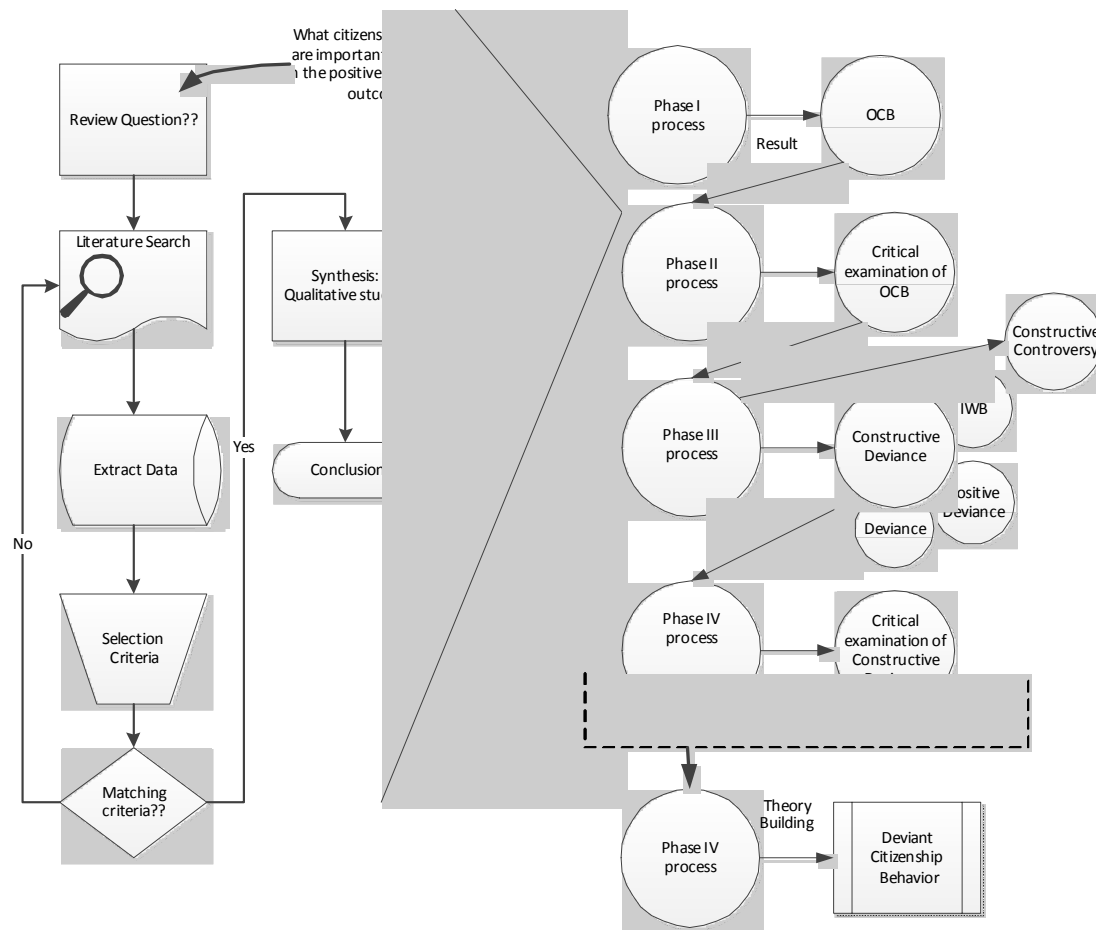 What citizens
are important
n the positive
outco
Review Question??
Literature Search
Extract Data
Selection
Criteria
Matching
criteria??
No
Yes
Synthesis:
Qualitative stu
Conclusion
Phase I
process
Result
OCB
Phase II
process
Critical
examination of
OCB
Constructive
Controversy
IWB
Phase III
process
Constructive
Deviance
ositive
Deviance
Deviance
Phase IV
process
Critical
examination of
Constructive
Phase IV
process
Theory
Building
Deviant
Citizenship
Behavior